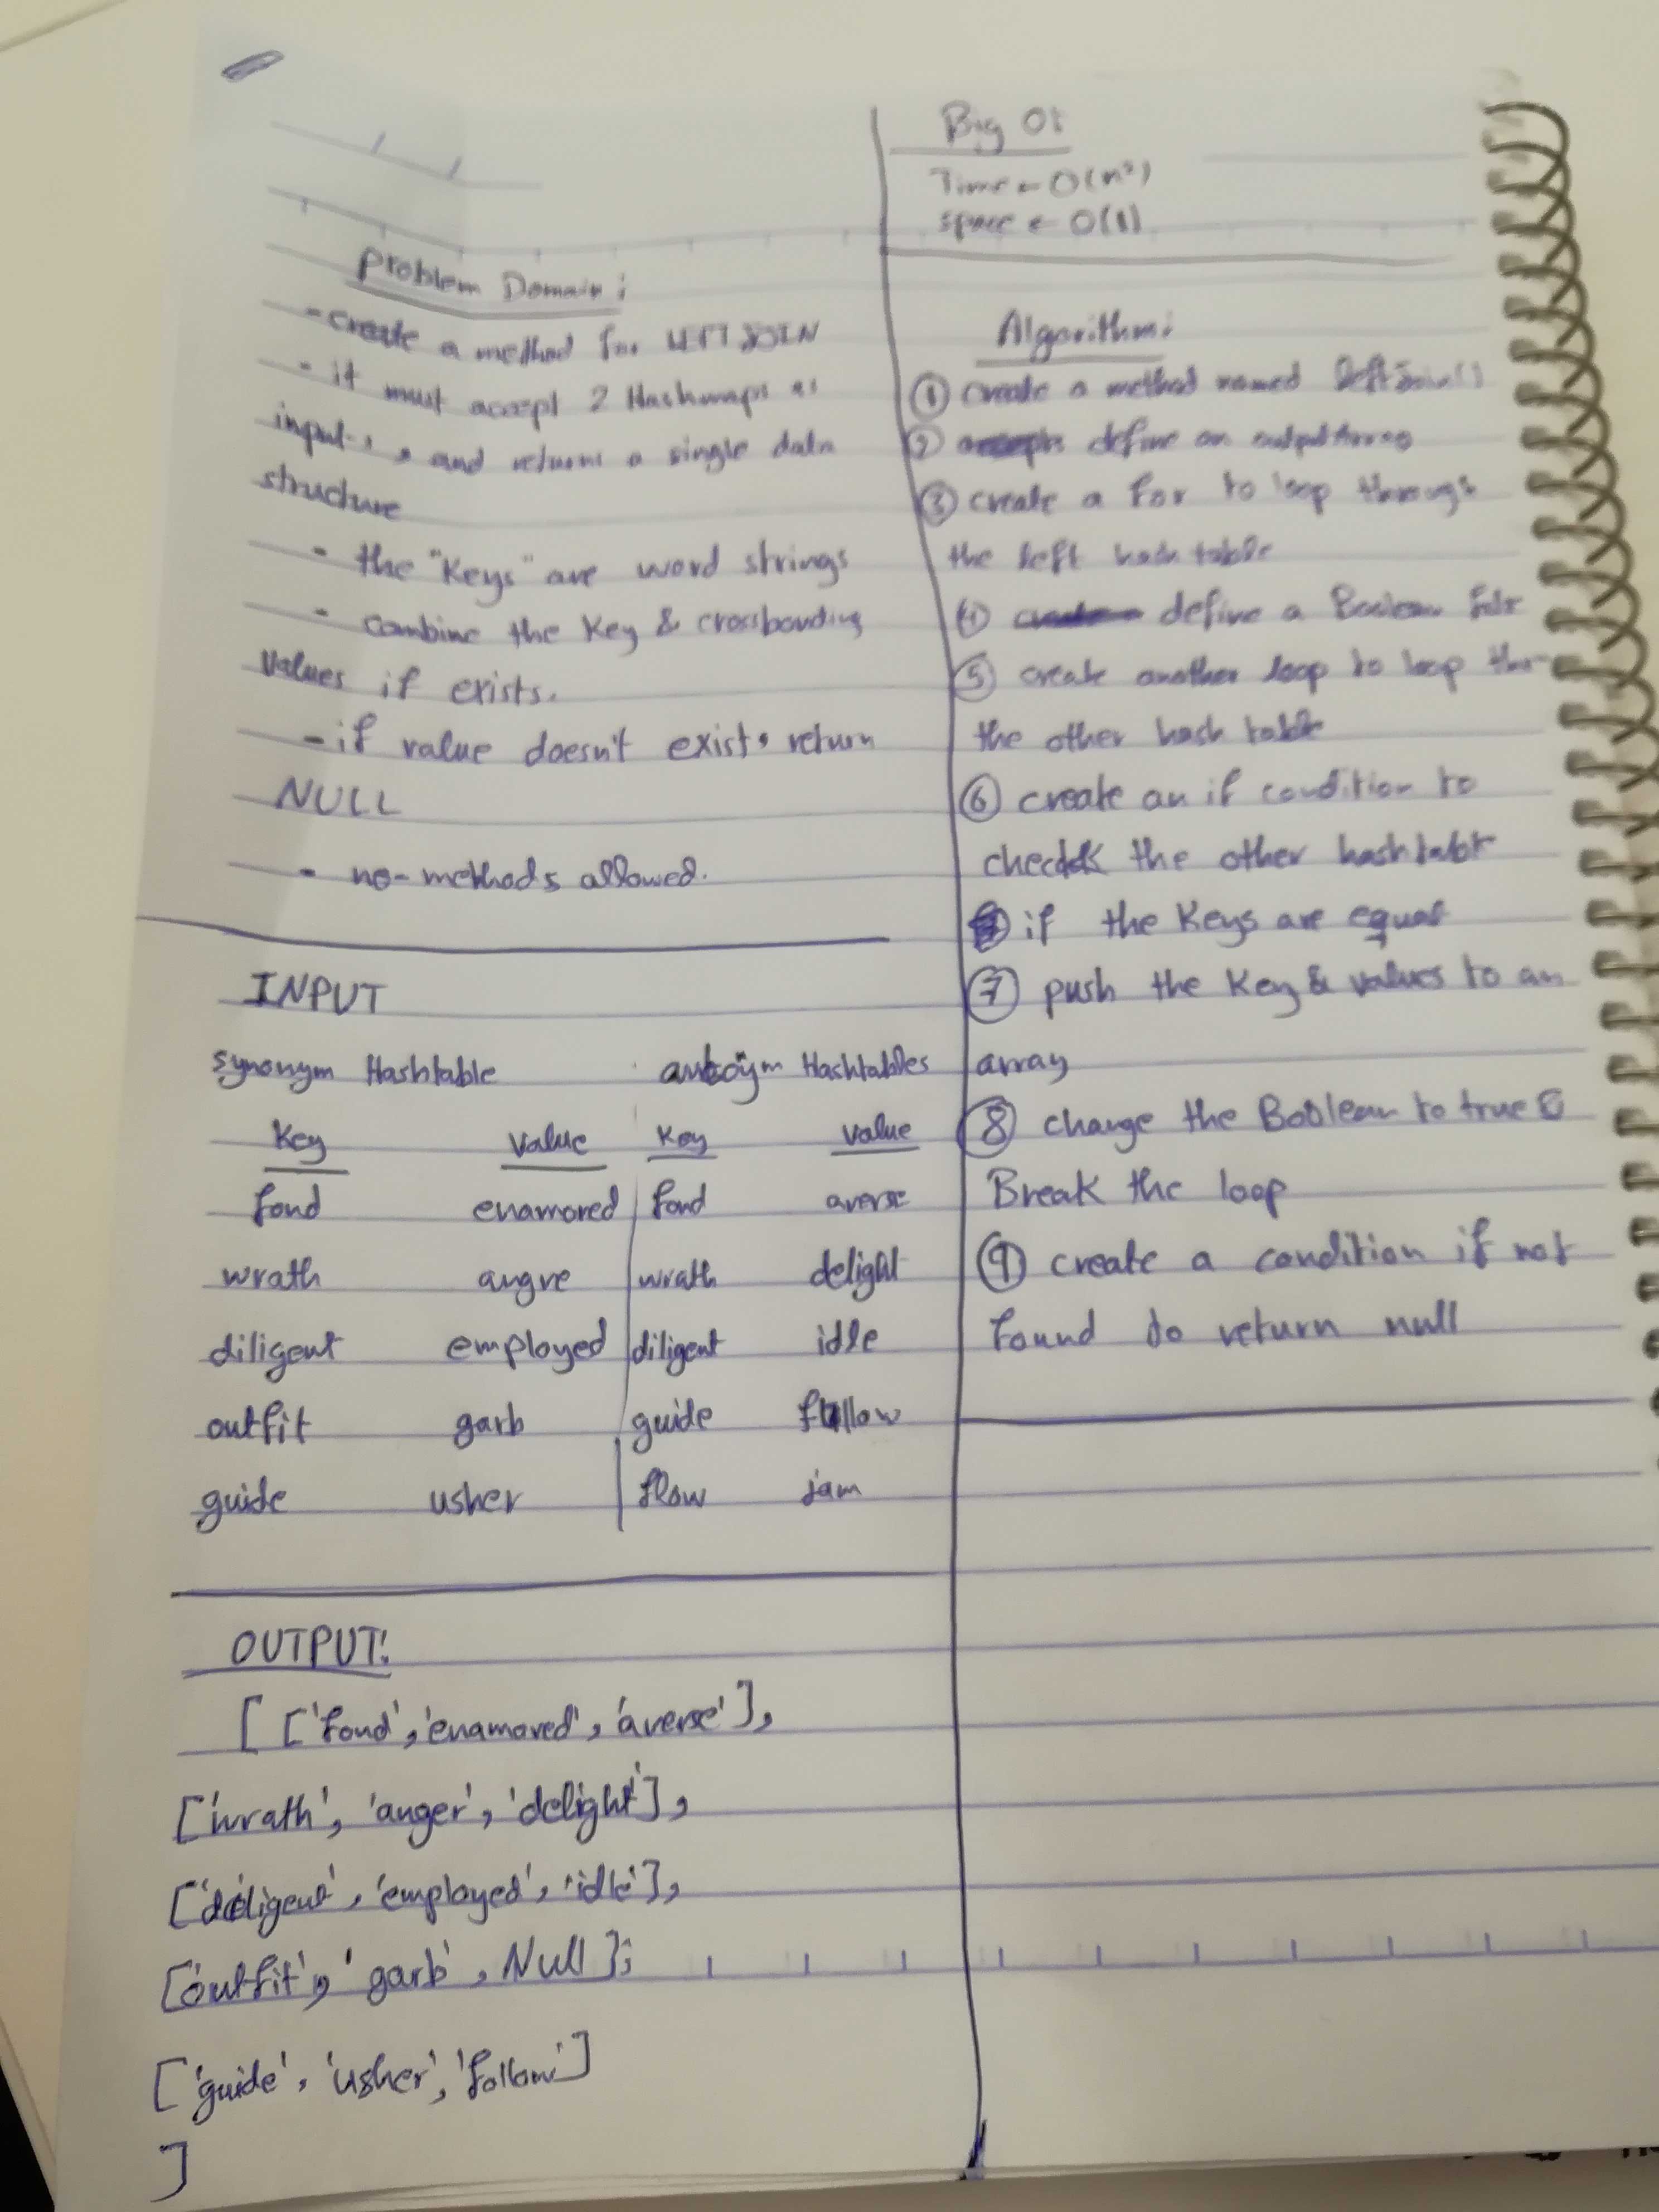 Problem Domain:
- create a method for LEFT JOIN
- it must accept 2 Hashmaps as
input, and returns a single data
structure
- the "Keys" are word strings
- combine the Key & crossbonding
values if exists.
- if value doesn't exist, return
NULL
- no-methods allowed.
INPUT
synonym Hashtable Hashtables
Key Value Key Value
fond enamored fond averse
wrath angre wrath delight
diligent employed diligent idle
outfit garb guide follow
guide usher flow jam
OUTPUT:
[ ['fond', 'enamored', 'averse'],
['wrath', 'anger', 'delight'],
['diligent', 'employed', 'idle'],
['outfit', 'garb', Null];
['guide', 'usher', 'follow']
]
Big O:
Time ← O(n²)
space ← O(1)
Algorithm:
① create a method named leftJoin()
② define an output
③ create a For to loop through
the left hash table
④ define a Boolean
⑤ create another loop to loop
the other hash table
⑥ create an if condition to
check the other hashtable
if the Keys are equal
⑦ push the Key & values to an
array
⑧ change the Boolean to true &
Break the loop
⑨ create a condition if not
found to return null